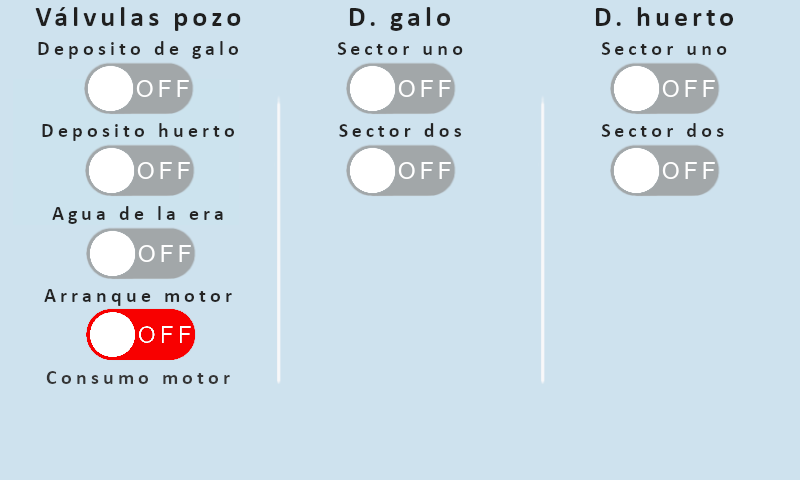 Válvulas pozo
Deposito de galo
OFF
Deposito huerto
OFF
Agua de la era
OFF
Arranque motor
OFF
Consumo motor
D. galo
Sector uno
OFF
Sector dos
OFF
D. huerto
Sector uno
OFF
Sector dos
OFF